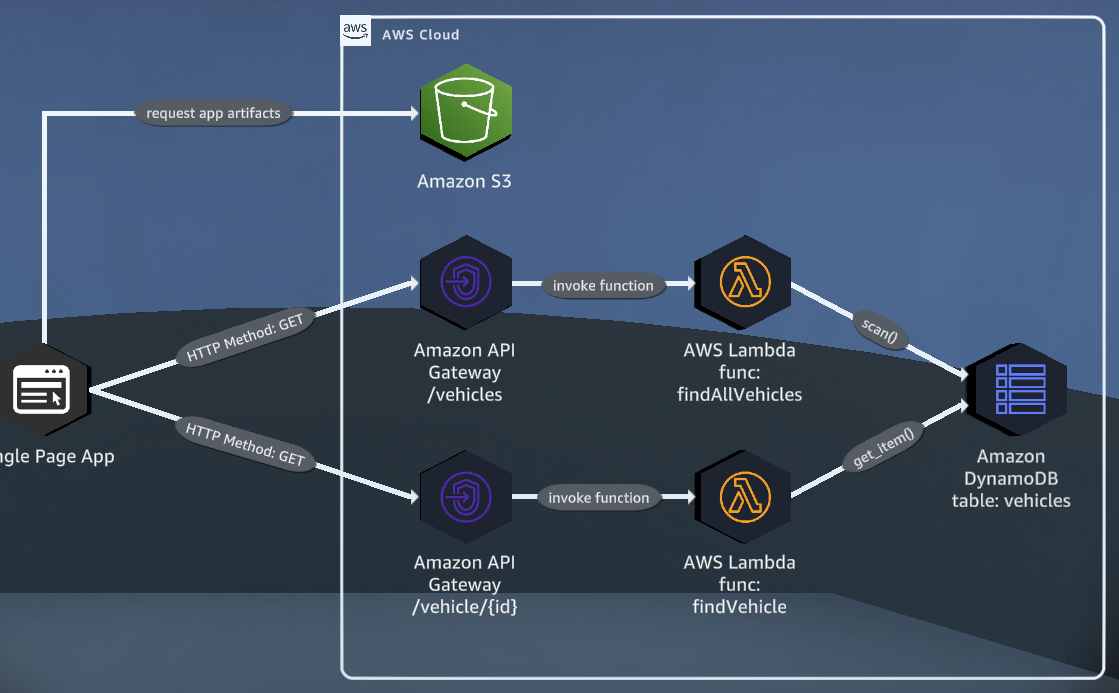 aws AWS Cloud
request app artifacts
Amazon S3
HTTP Method: GET
invoke function
scan()
Amazon API
Gateway
/vehicles
AWS Lambda
func:
findAllVehicles
Page App
HTTP Method: GET
invoke function
get_item()
Amazon
DynamoDB
table: vehicles
Amazon API
Gateway
/vehicle/{id}
AWS Lambda
func:
findVehicle